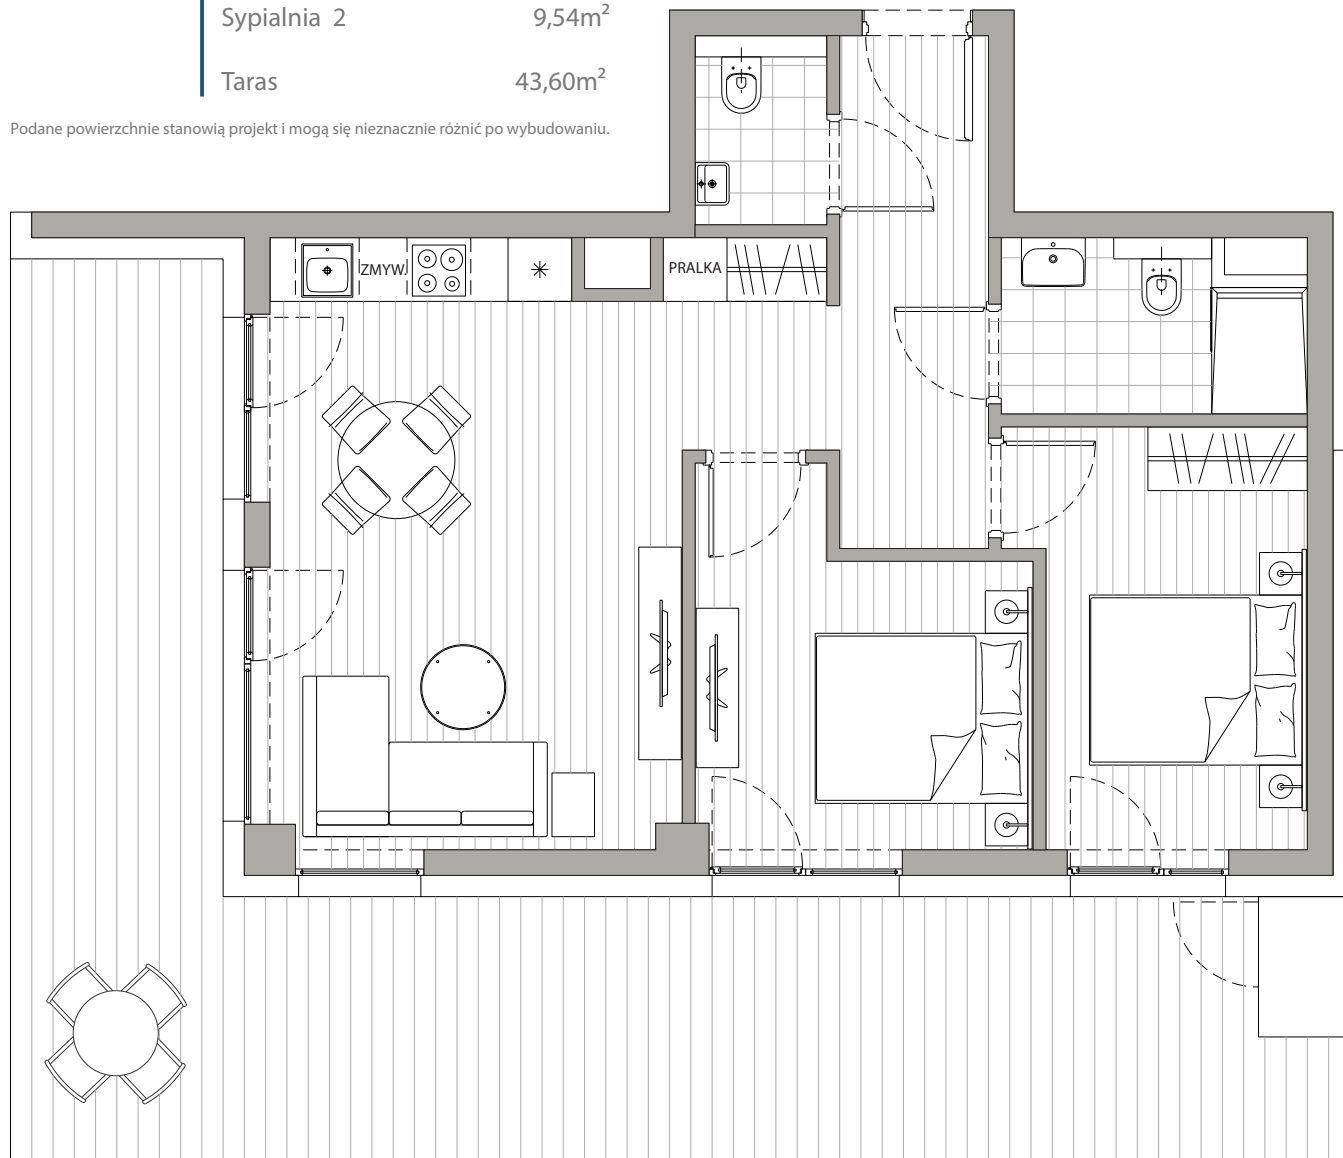 Sypialnia 2 9,54m²
Taras 43,60m²
Podane powierzchnie stanowią projekt i mogą się nieznacznie różnić po wybudowaniu.
ZMYW.
PRALKA